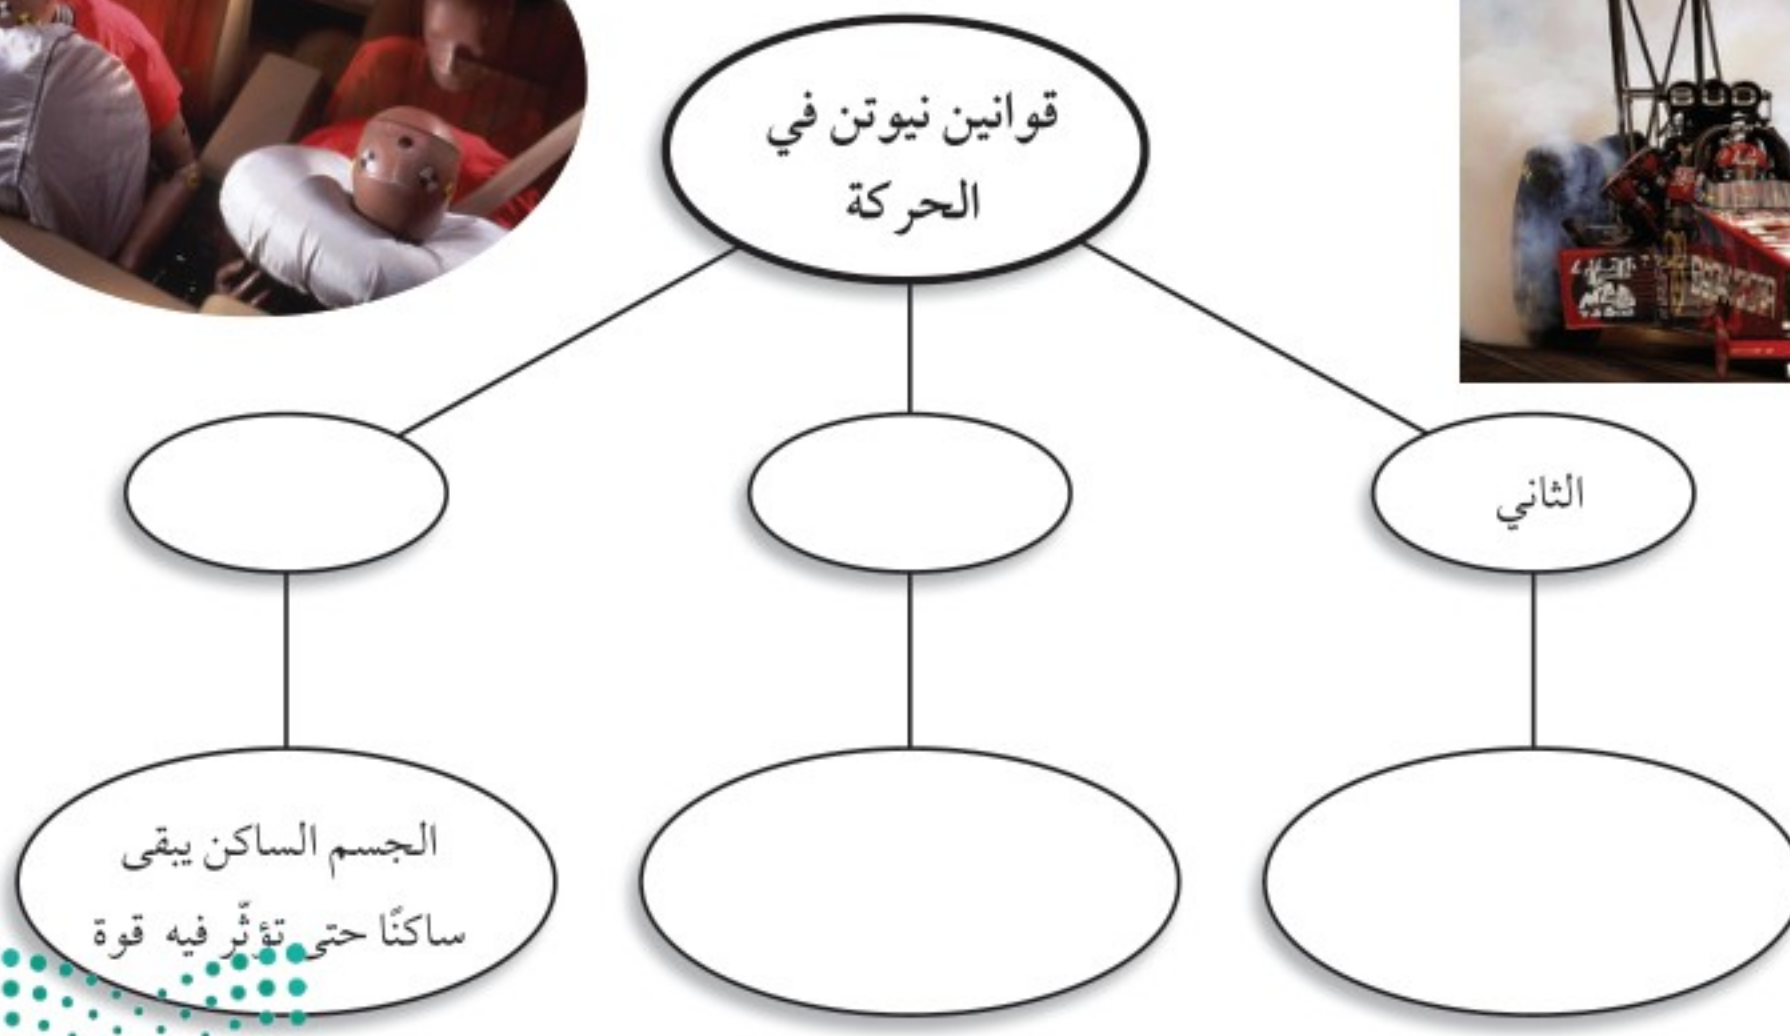 قوانين نيوتن في
الحركة
الثاني
الجسم الساكن يبقى
ساكنًا حتى تؤثّر فيه قوة